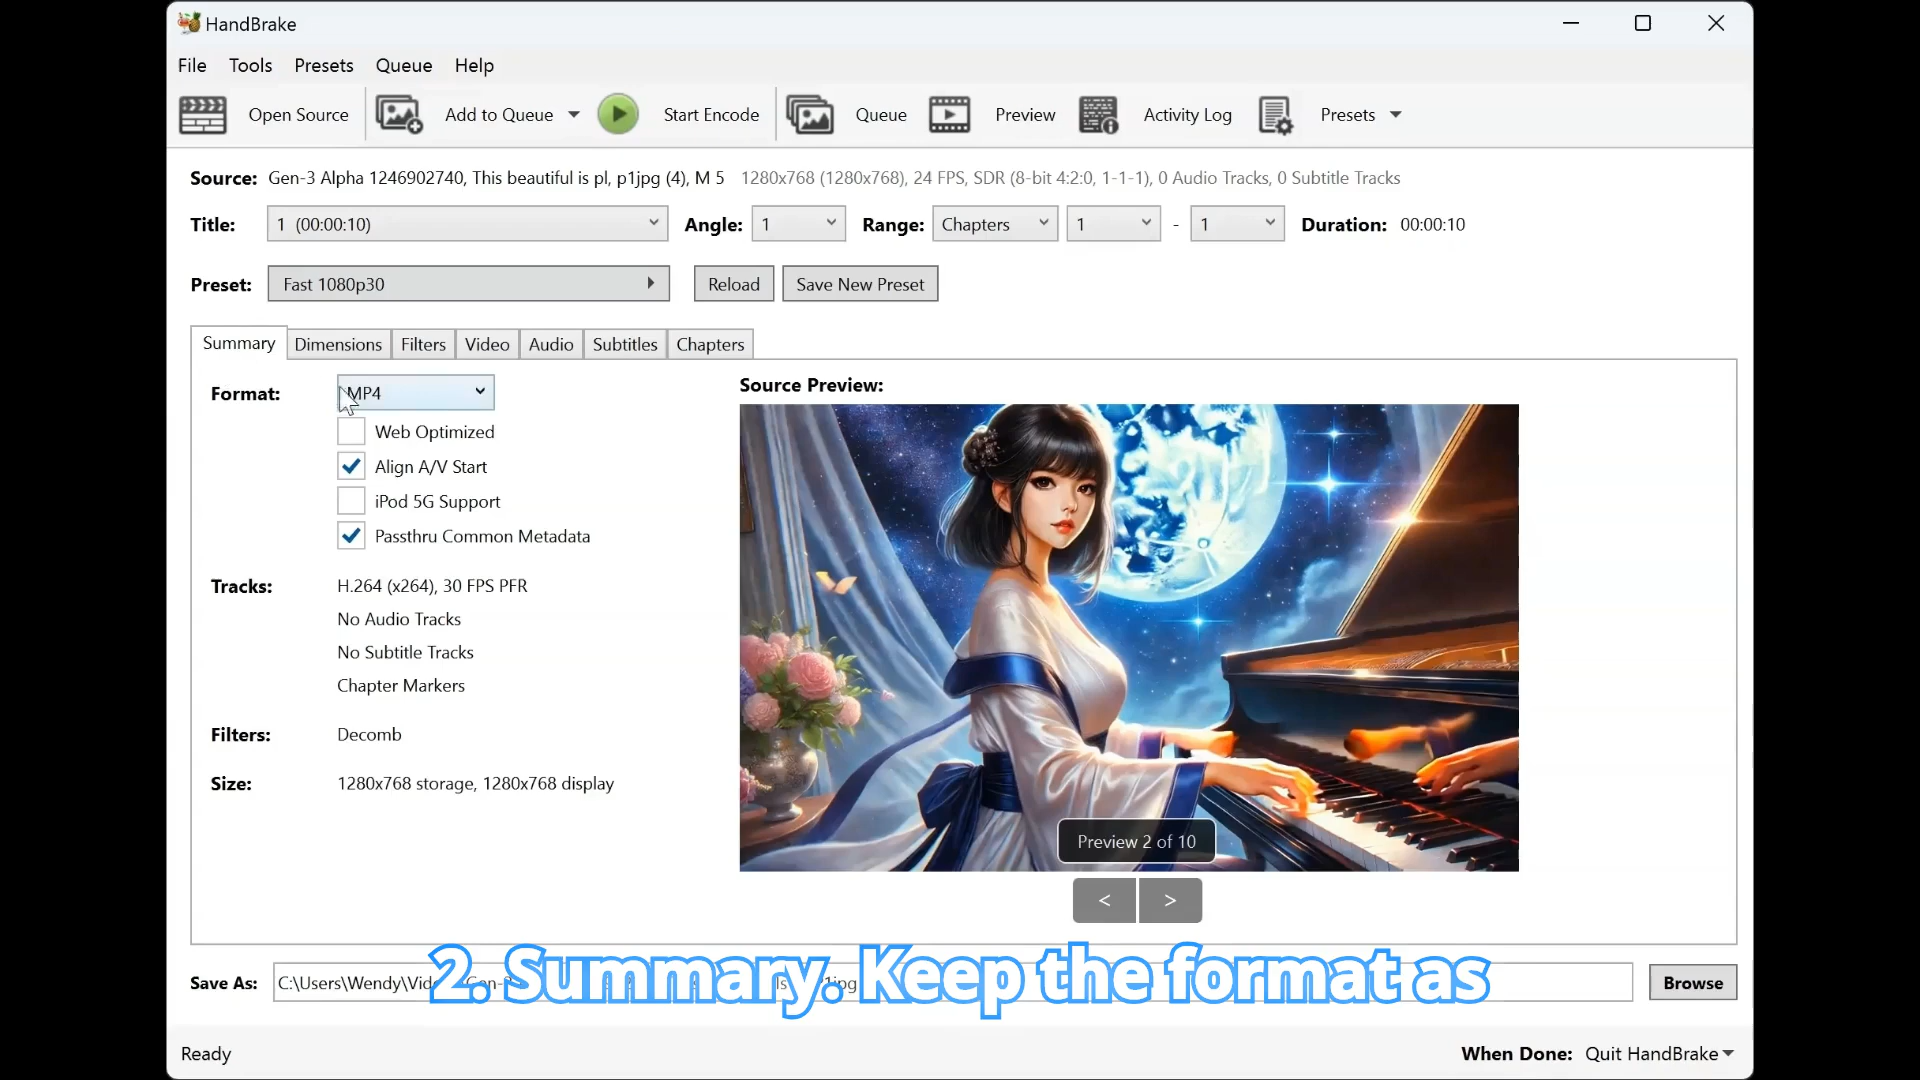 HandBrake
File Tools Presets Queue Help
Open Source Add to Queue Start Encode Queue Preview Activity Log Presets
Source: Gen-3 Alpha 1246902740, This beautiful is pl, p1jpg (4), M 5 1280x768 (1280x768), 24 FPS, SDR (8-bit 4:2:0, 1-1-1), 0 Audio Tracks, 0 Subtitle Tracks
Title: 1 (00:00:10) Angle: 1 Range: Chapters 1 - 1 Duration: 00:00:10
Preset: Fast 1080p30 Reload Save New Preset
Summary Dimensions Filters Video Audio Subtitles Chapters
Format: MP4
Source Preview:
Web Optimized
Align A/V Start
iPod 5G Support
Passthru Common Metadata
Tracks: H.264 (x264), 30 FPS PFR
No Audio Tracks
No Subtitle Tracks
Chapter Markers
Filters: Decomb
Size: 1280x768 storage, 1280x768 display
Preview 2 of 10
< >
2. Summary. Keep the format as
Save As: C:\Users\Wendy\Vid Browse
Ready When Done: Quit HandBrake